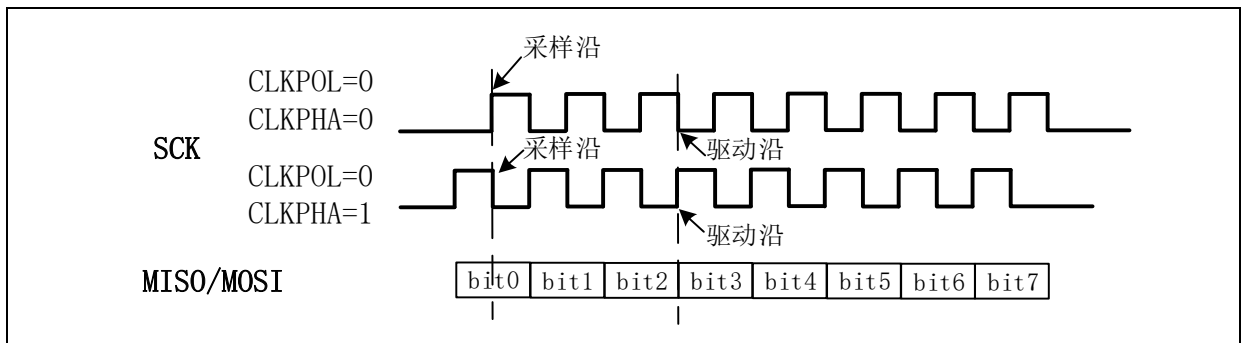 采样沿
CLKPOL=0
CLKPHA=0
SCK
采样沿
驱动沿
CLKPOL=0
CLKPHA=1
驱动沿
MISO/MOSI
bit0 bit1 bit2 bit3 bit4 bit5 bit6 bit7